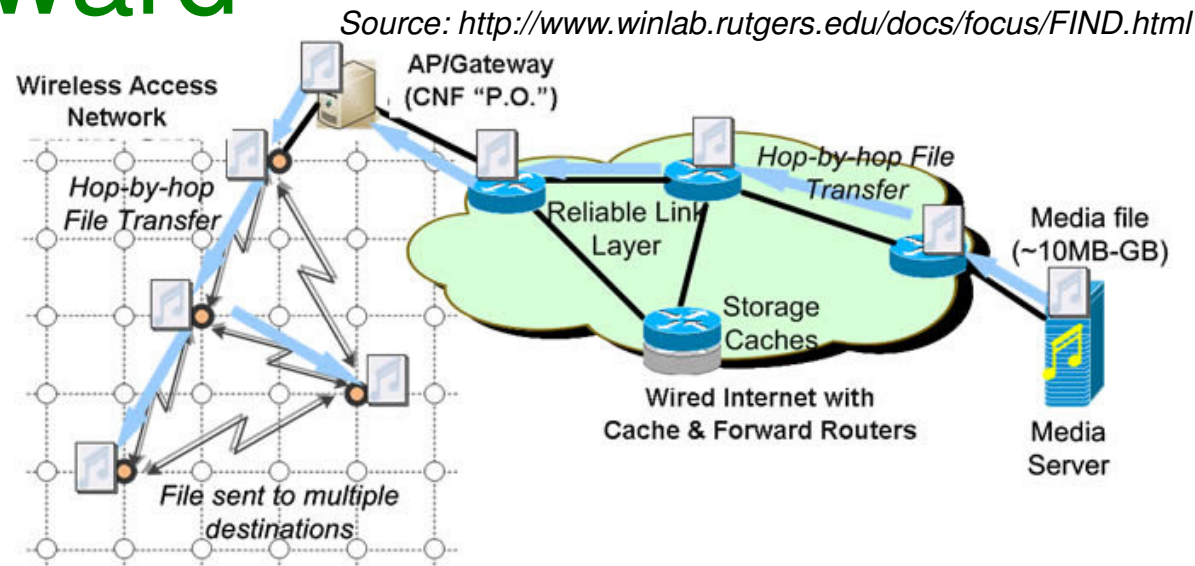 ward
Source: http://www.winlab.rutgers.edu/docs/focus/FIND.html
Wireless Access
Network
AP/Gateway
(CNF “P.O.”)
Hop-by-hop
File Transfer
Hop-by-hop File
Transfer
Reliable Link
Layer
Media file
(~10MB-GB)
Storage
Caches
Wired Internet with
Cache & Forward Routers
Media
Server
File sent to multiple
destinations